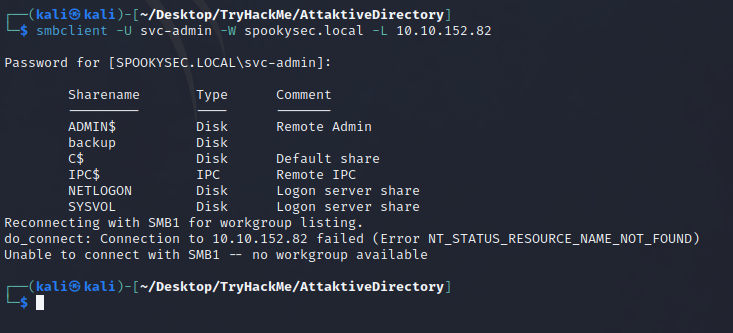 ┌──(kali㉿kali)-[~/Desktop/TryHackMe/AttaktiveDirectory]
└─$ smbclient -U svc-admin -W spookysec.local -L 10.10.152.82
Password for [SPOOKYSEC.LOCAL\svc-admin]:
Sharename Type Comment
--------- ---- -------
ADMIN$ Disk Remote Admin
backup Disk
C$ Disk Default share
IPC$ IPC Remote IPC
NETLOGON Disk Logon server share
SYSVOL Disk Logon server share
Reconnecting with SMB1 for workgroup listing.
do_connect: Connection to 10.10.152.82 failed (Error NT_STATUS_RESOURCE_NAME_NOT_FOUND)
Unable to connect with SMB1 -- no workgroup available
┌──(kali㉿kali)-[~/Desktop/TryHackMe/AttaktiveDirectory]
└─$